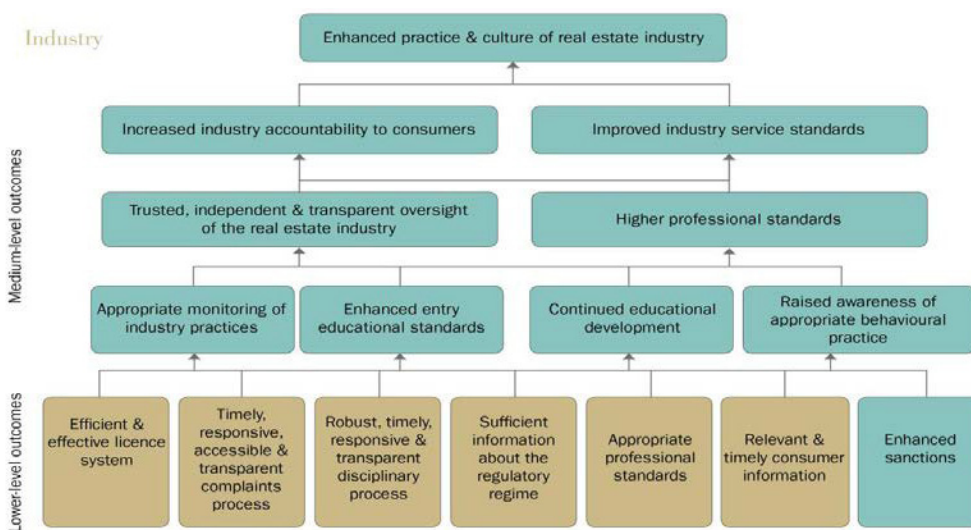 Industry
Enhanced practice & culture of real estate industry
Increased industry accountability to consumers
Improved industry service standards
Medium-level outcomes
Trusted, independent & transparent oversight
of the real estate industry
Higher professional standards
Appropriate monitoring of
industry practices
Enhanced entry
educational standards
Continued educational
development
Raised awareness of
appropriate behavioural
practice
Lower-level outcomes
Efficient &
effective licence
system
Timely,
responsive,
accessible &
transparent
complaints
process
Robust, timely,
responsive &
transparent
disciplinary
process
Sufficient
information
about the
regulatory
regime
Appropriate
professional
standards
Relevant &
timely consumer
information
Enhanced
sanctions